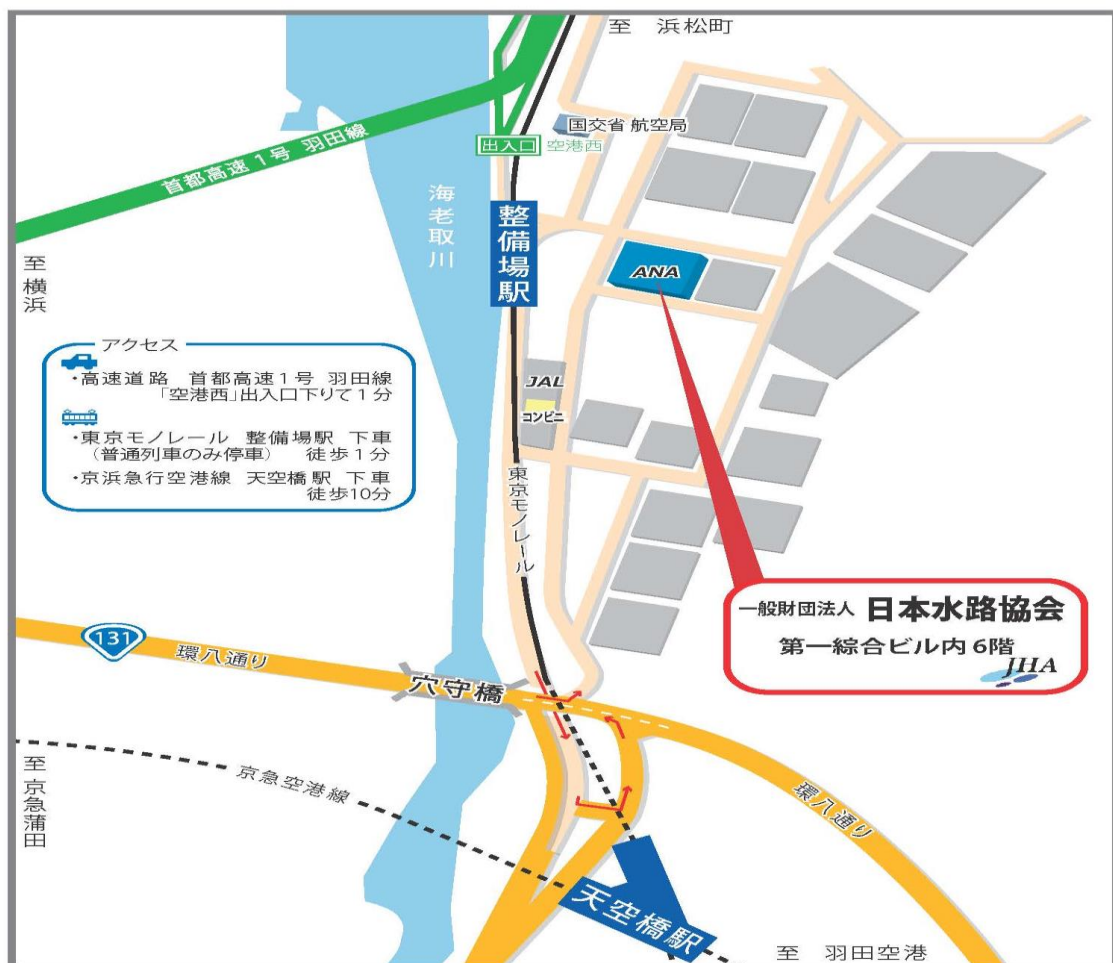 至 浜松町
国交省 航空局
出入口 空港西
首都高速1号 羽田線
海老取川
整備場駅
至横浜
ANA
アクセス
・高速道路 首都高速1号 羽田線
「空港西」出入口下りて1分
・東京モノレール 整備場駅 下車
(普通列車のみ停車) 徒歩1分
・京浜急行空港線 天空橋駅 下車
徒歩10分
JAL
コンビニ
東京モノレール
一般財団法人 日本水路協会
第一綜合ビル内 6階
JHA
131
環八通り
穴守橋
至京急蒲田
京急空港線
環八通り
天空橋駅
至 羽田空港